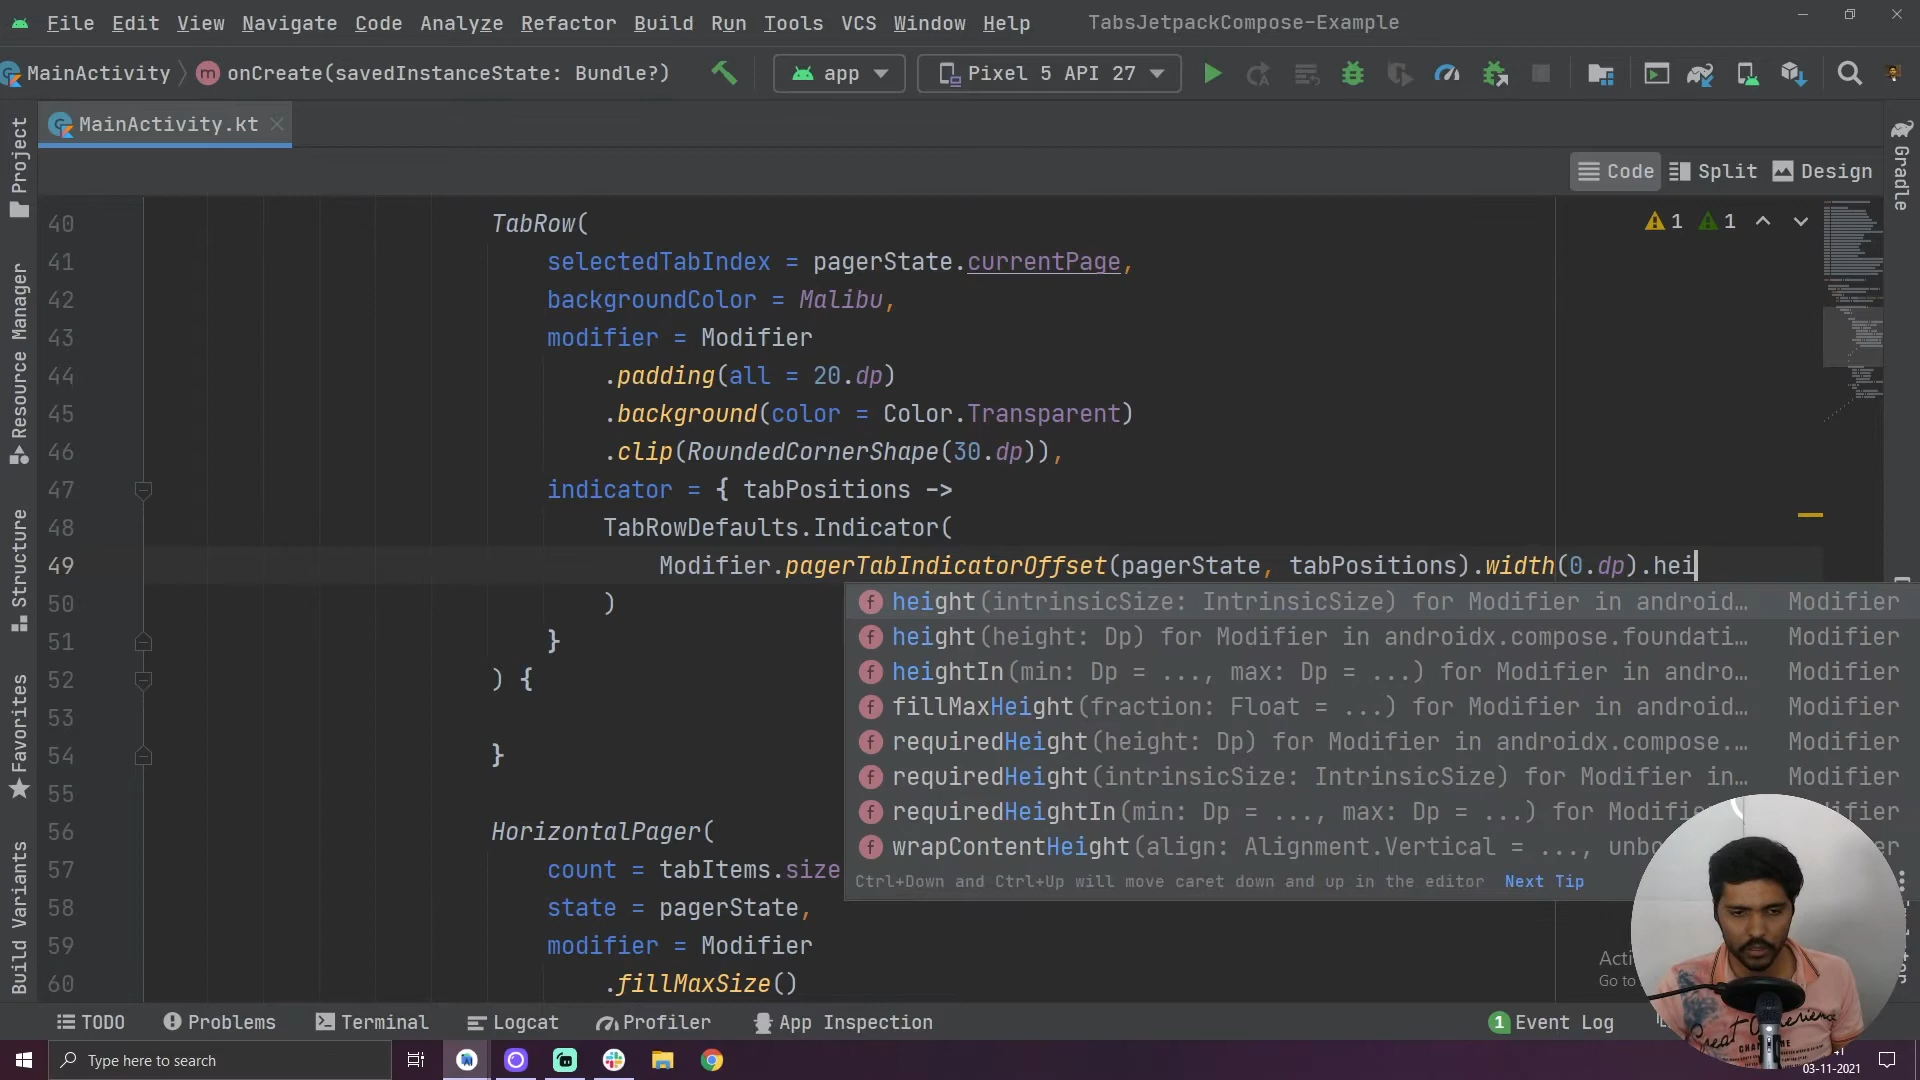 File Edit View Navigate Code Analyze Refactor Build Run Tools VCS Window Help TabsJetpackCompose-Example
MainActivity onCreate(savedInstanceState: Bundle?) app Pixel 5 API 27
MainActivity.kt
Code Split Design
Project
Resource Manager
Structure
Favorites
Build Variants
Gradle
1 1
40 TabRow(
41 selectedTabIndex = pagerState.currentPage,
42 backgroundColor = Malibu,
43 modifier = Modifier
44 .padding(all = 20.dp)
45 .background(color = Color.Transparent)
46 .clip(RoundedCornerShape(30.dp)),
47 indicator = { tabPositions ->
48 TabRowDefaults.Indicator(
49 Modifier.pagerTabIndicatorOffset(pagerState, tabPositions).width(0.dp).hei
50 )
51 }
52 ) {
53
54 }
55
56 HorizontalPager(
57 count = tabItems.size
58 state = pagerState,
59 modifier = Modifier
60 .fillMaxSize()
height(intrinsicSize: IntrinsicSize) for Modifier in android… Modifier
height(height: Dp) for Modifier in androidx.compose.foundati… Modifier
heightIn(min: Dp = ..., max: Dp = ...) for Modifier in andro… Modifier
fillMaxHeight(fraction: Float = ...) for Modifier in android… Modifier
requiredHeight(height: Dp) for Modifier in androidx.compose.… Modifier
requiredHeight(intrinsicSize: IntrinsicSize) for Modifier in… Modifier
requiredHeightIn(min: Dp = ..., max: Dp = ...) for
wrapContentHeight(align: Alignment.Vertical = ...,
Ctrl+Down and Ctrl+Up will move caret down and up in the editor Next Tip
Go to
TODO Problems Terminal Logcat Profiler App Inspection 1 Event Log
Type here to search
03-11-2021